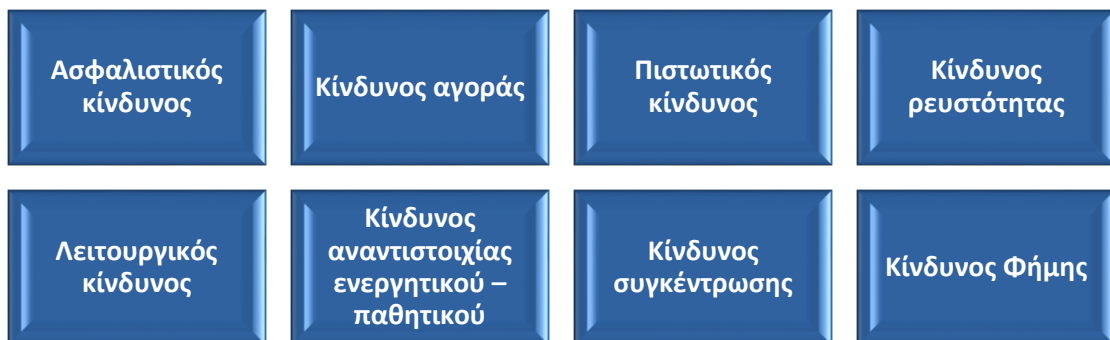 Ασφαλιστικός
κίνδυνος
Κίνδυνος αγοράς
Πιστωτικός
κίνδυνος
Κίνδυνος
ρευστότητας
Λειτουργικός
κίνδυνος
Κίνδυνος
αναντιστοιχίας
ενεργητικού –
παθητικού
Κίνδυνος
συγκέντρωσης
Κίνδυνος Φήμης